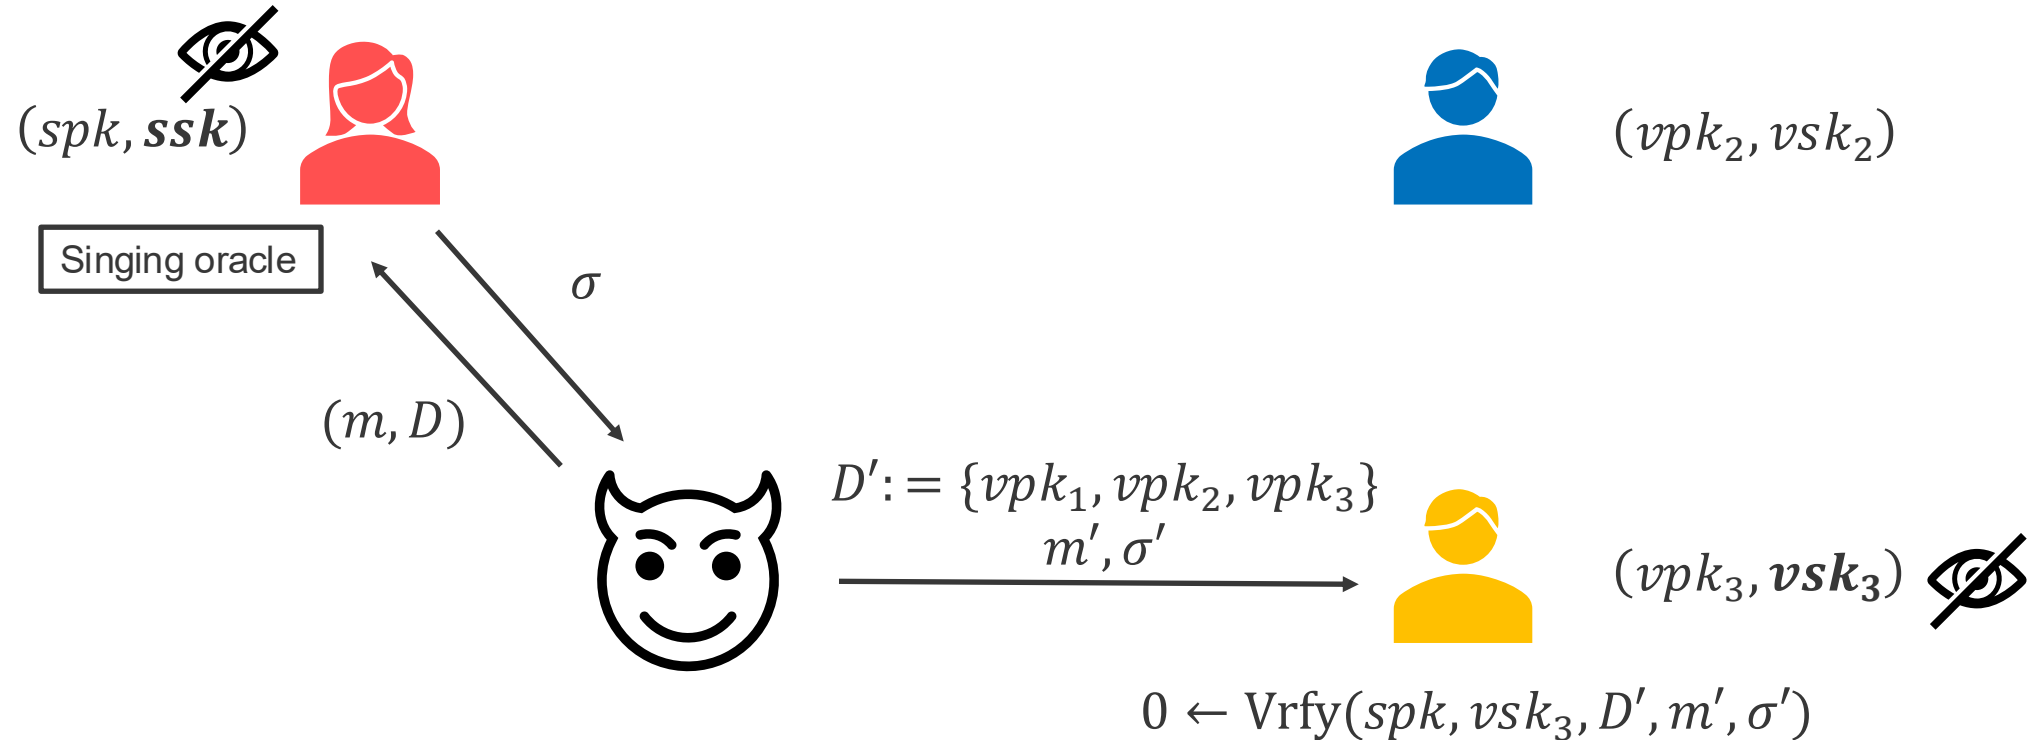 (spk, ssk)
(vpk₂, vsk₂)
Singing oracle
σ
(m, D)
D′: = {vpk₁, vpk₂, vpk₃}
m′, σ′
(vpk₃, vsk₃)
0 ← Vrfy(spk, vsk₃, D′, m′, σ′)